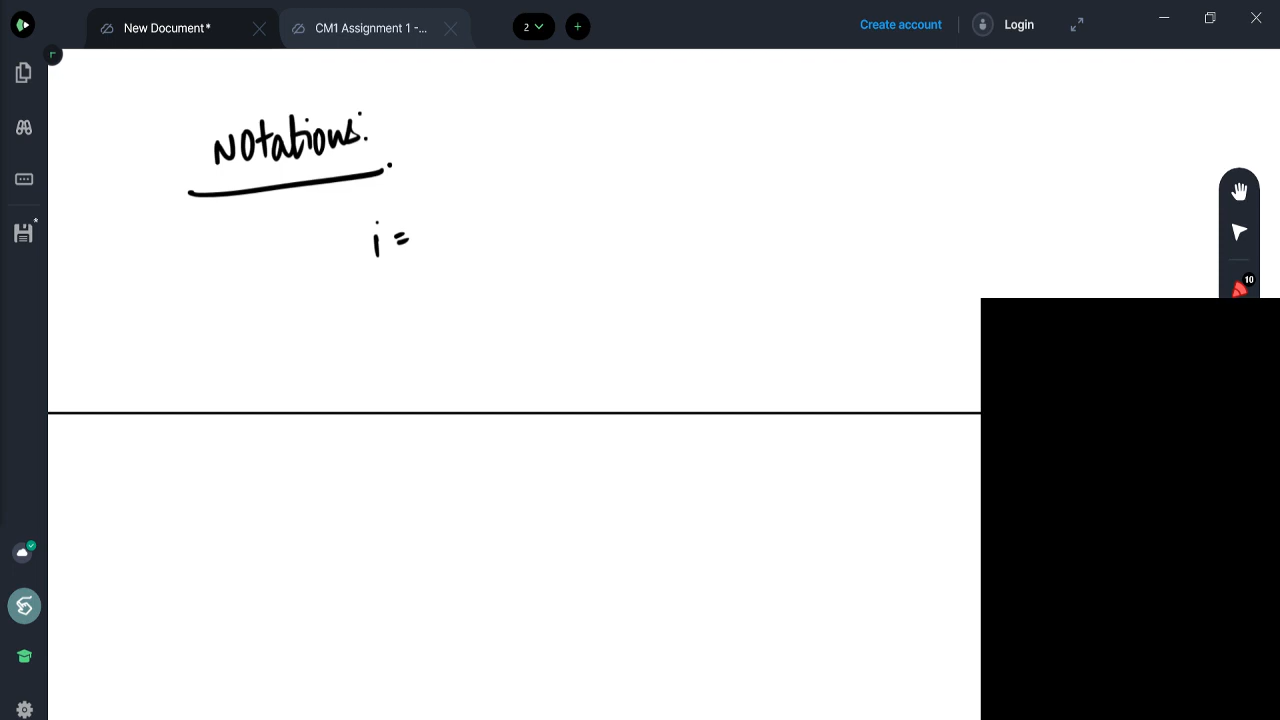 New Document*
CM1 Assignment 1 -...
2
+
Create account
Login
Notations:
i =
10